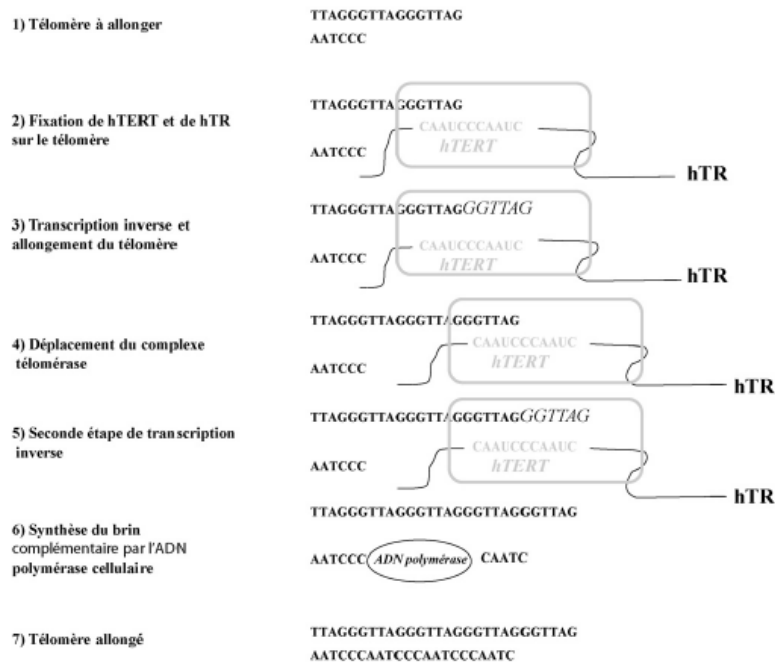 1) Télomère à allonger
TTAGGGTTAGGGTTAG
AATCCC
2) Fixation de hTERT et de hTR
sur le télomère
TTAGGGTTAGGGTTAG
CAAUCCCAAUC
AATCCC
hTERT
hTR
3) Transcription inverse et
allongement du télomère
TTAGGGTTAGGGTTAGGGTTAG
CAAUCCCAAUC
AATCCC
hTERT
hTR
4) Déplacement du complexe
télomérase
TTAGGGTTAGGGTTAGGGTTAG
CAAUCCCAAUC
AATCCC
hTERT
hTR
5) Seconde étape de transcription
inverse
TTAGGGTTAGGGTTAGGGTTAGGGTTAG
CAAUCCCAAUC
AATCCC
hTERT
hTR
6) Synthèse du brin
complémentaire par l'ADN
polymérase cellulaire
TTAGGGTTAGGGTTAGGGTTAGGGTTAG
AATCCC ADN polymérase CAATC
7) Télomère allongé
TTAGGGTTAGGGTTAGGGTTAGGGTTAG
AATCCCAATCCCAATCCCAATC